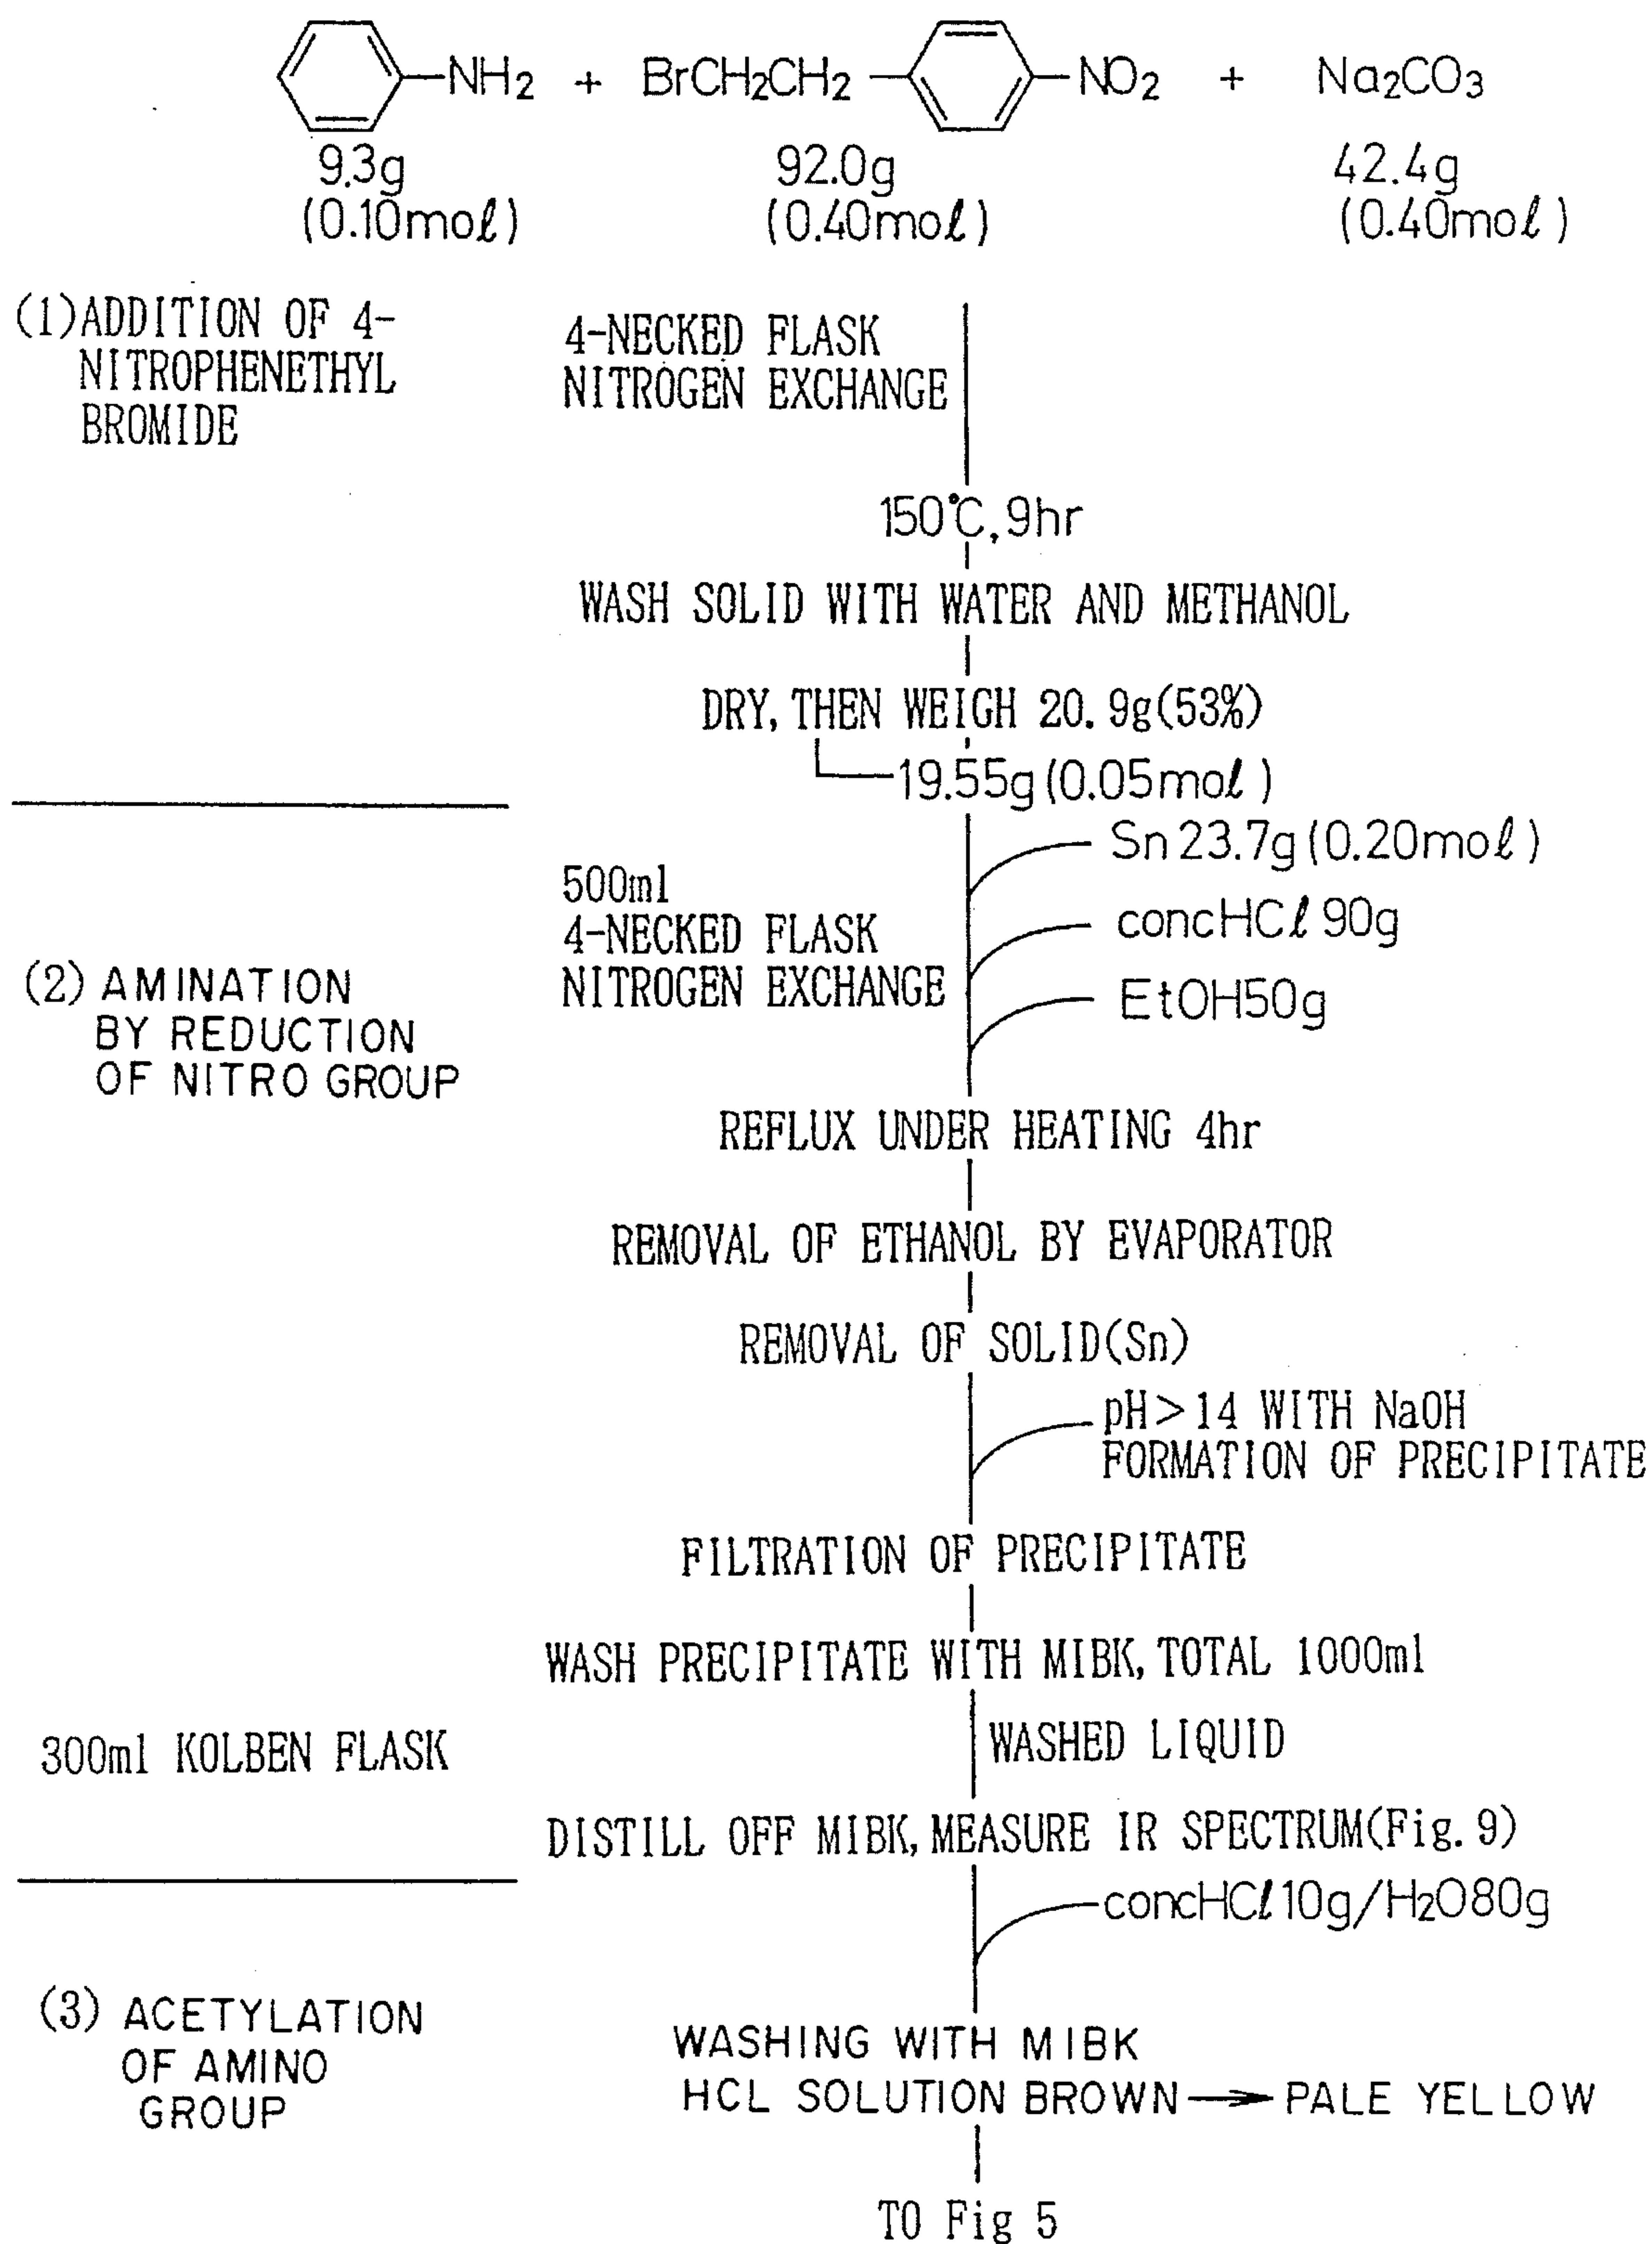 NH2 + BrCH2CH2 NO2 + Na2CO3
9.3g 92.0g 42.4g
(0.10molℓ) (0.40molℓ) (0.40molℓ)
(1) ADDITION OF 4-
NITROPHENETHYL
BROMIDE
4-NECKED FLASK
NITROGEN EXCHANGE
150°C, 9hr
WASH SOLID WITH WATER AND METHANOL
DRY, THEN WEIGH 20.9g(53%)
19.55g (0.05moℓ)
Sn 23.7g (0.20moℓ)
500ml
4-NECKED FLASK
NITROGEN EXCHANGE
concHCℓ 90g
EtOH50g
(2) AMINATION
BY REDUCTION
OF NITRO GROUP
REFLUX UNDER HEATING 4hr
REMOVAL OF ETHANOL BY EVAPORATOR
REMOVAL OF SOLID(Sn)
pH>14 WITH NaOH
FORMATION OF PRECIPITATE
FILTRATION OF PRECIPITATE
WASH PRECIPITATE WITH MIBK, TOTAL 1000ml
WASHED LIQUID
300ml KOLBEN FLASK
DISTILL OFF MIBK, MEASURE IR SPECTRUM(Fig. 9)
concHCℓ 10g/H2O80g
(3) ACETYLATION
OF AMINO
GROUP
WASHING WITH MIBK
HCL SOLUTION BROWN → PALE YELLOW
TO Fig 5